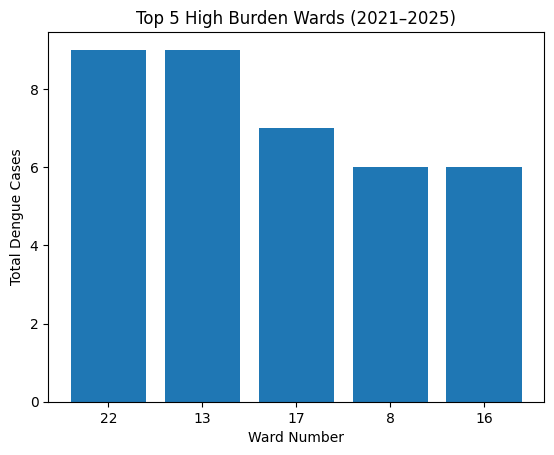 Top 5 High Burden Wards (2021–2025)
Total Dengue Cases
8
6
4
2
0
22 13 17 8 16
Ward Number